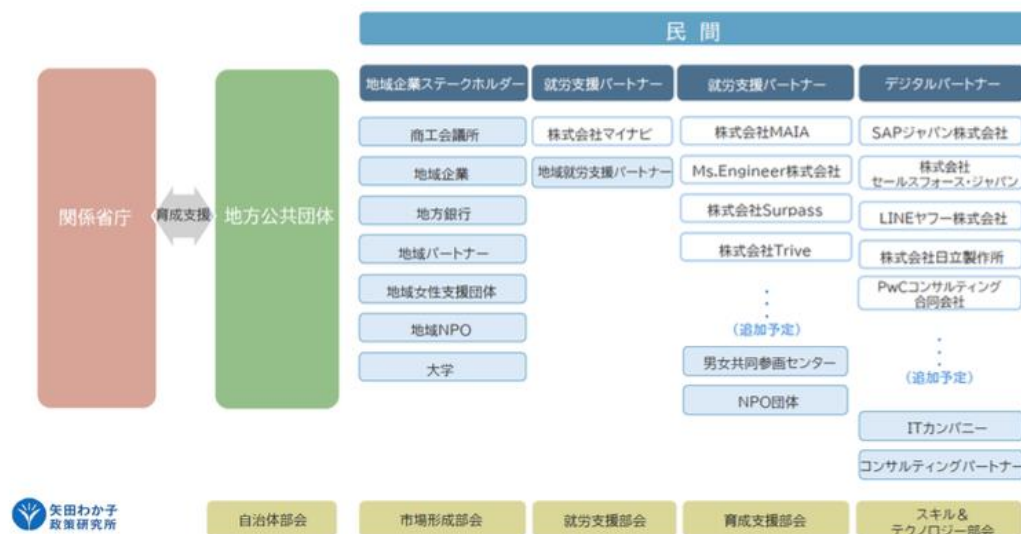 民間
関係省庁
育成支援
地方公共団体
地域企業ステークホルダー
商工会議所
地域企業
地方銀行
地域パートナー
地域女性支援団体
地域NPO
大学
就労支援パートナー
株式会社マイナビ
地域就労支援パートナー
就労支援パートナー
株式会社MAIA
Ms.Engineer株式会社
株式会社Surpass
株式会社Trive
(追加予定)
男女共同参画センター
NPO団体
デジタルパートナー
SAPジャパン株式会社
株式会社
セールスフォース・ジャパン
LINEヤフー株式会社
株式会社日立製作所
PwCコンサルティング
合同会社
(追加予定)
ITカンパニー
コンサルティングパートナー
矢田わか子
政策研究所
自治体部会
市場形成部会
就労支援部会
育成支援部会
スキル&
テクノロジー部会